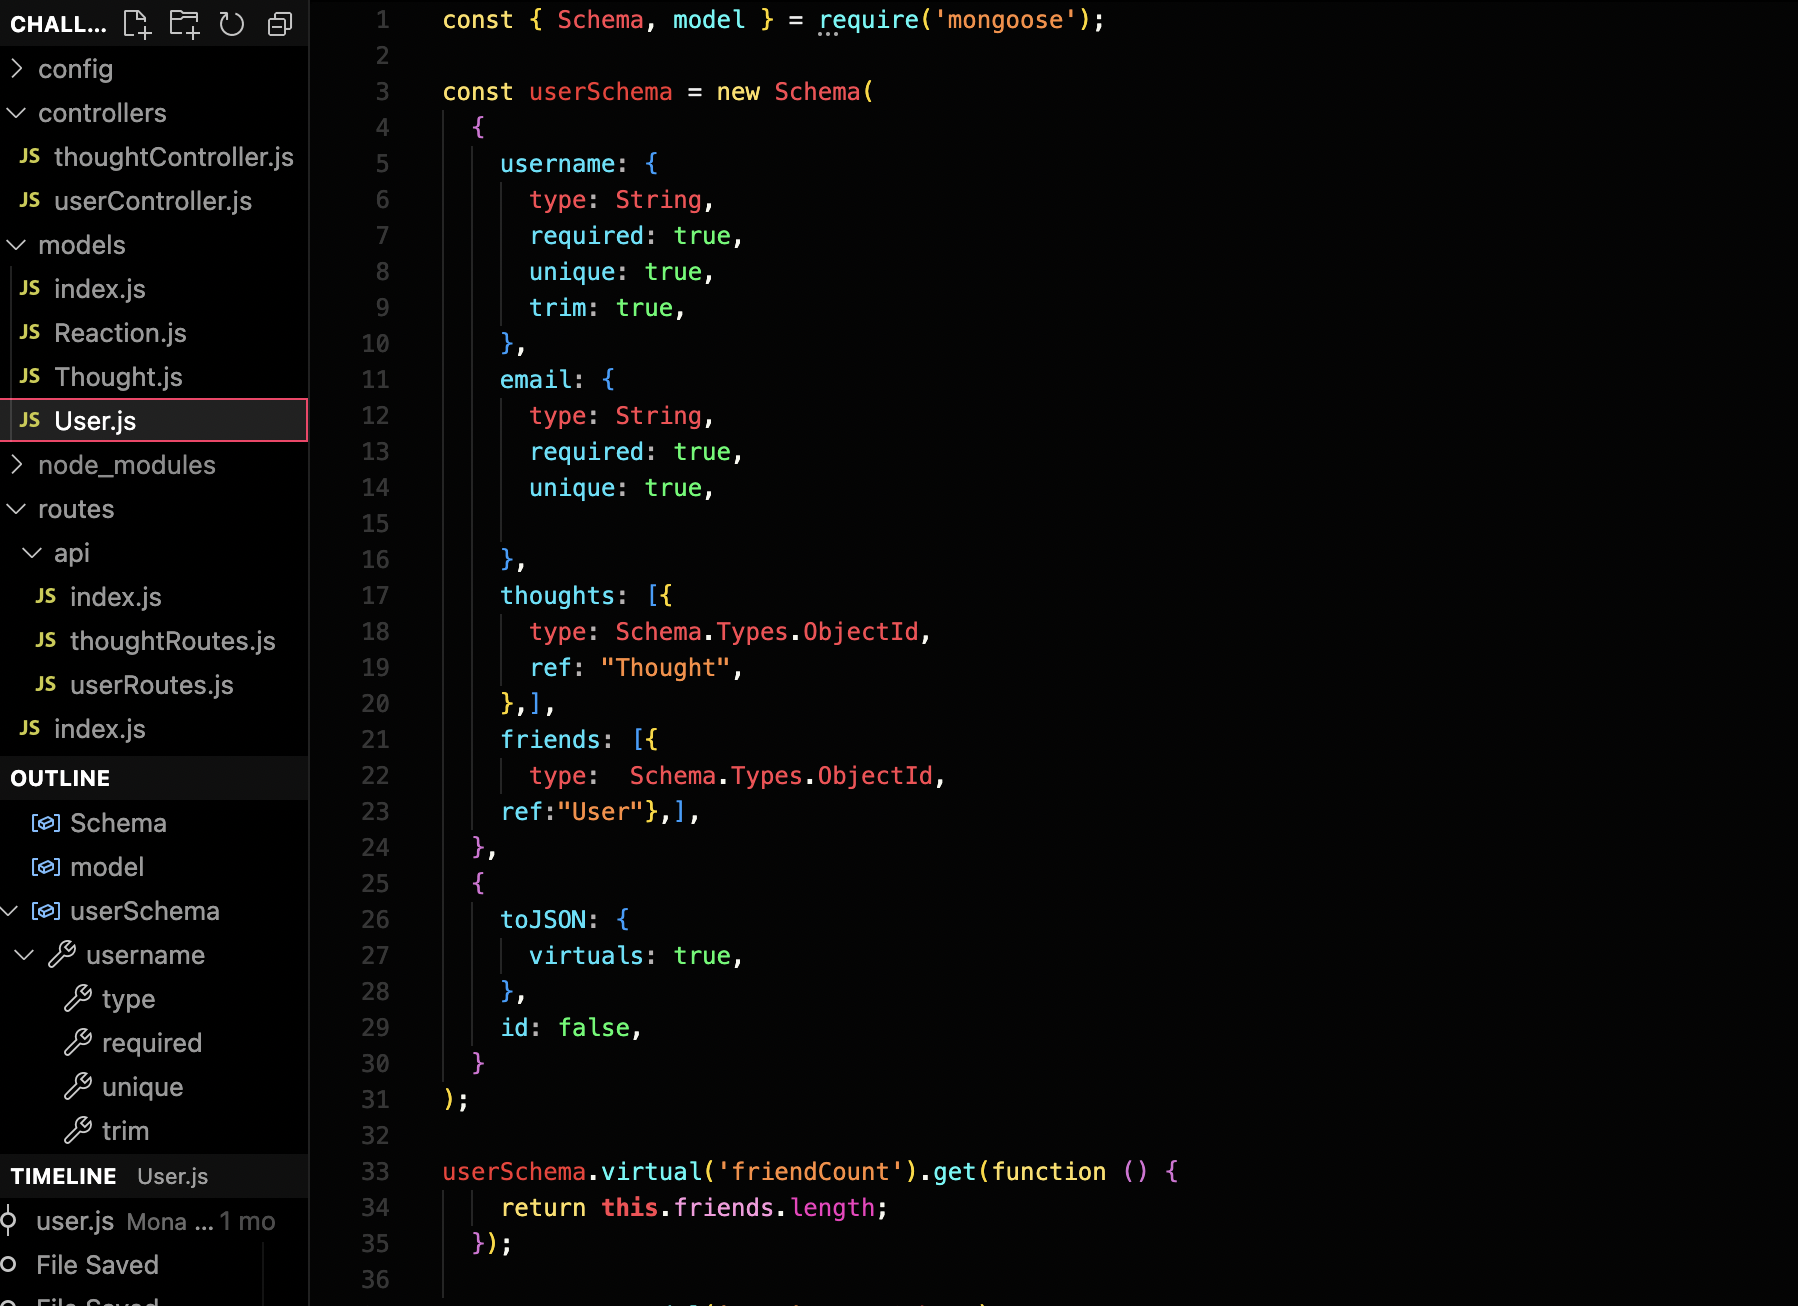 CHALL...
config
controllers
JS thoughtController.js
JS userController.js
models
JS index.js
JS Reaction.js
JS Thought.js
JS User.js
node_modules
routes
api
JS index.js
JS thoughtRoutes.js
JS userRoutes.js
JS index.js
OUTLINE
Schema
model
userSchema
username
type
required
unique
trim
TIMELINE User.js
user.js Mona ... 1 mo
File Saved
File Saved
1 const { Schema, model } = require('mongoose');
2
3 const userSchema = new Schema(
4   {
5     username: {
6       type: String,
7       required: true,
8       unique: true,
9       trim: true,
10     },
11     email: {
12       type: String,
13       required: true,
14       unique: true,
15
16     },
17     thoughts: [{
18       type: Schema.Types.ObjectId,
19       ref: "Thought",
20     },],
21     friends: [{
22       type:  Schema.Types.ObjectId,
23     ref:"User"},],
24   },
25   {
26     toJSON: {
27       virtuals: true,
28     },
29     id: false,
30   }
31 );
32
33 userSchema.virtual('friendCount').get(function () {
34     return this.friends.length;
35   });
36